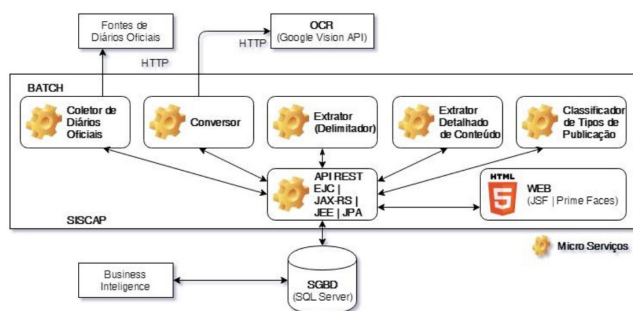 Fontes de
Diários Oficiais
OCR
(Google Vision API)
HTTP
HTTP
BATCH
Coletor de
Diários
Oficiais
Conversor
Extrator
(Delimitador)
Extrator
Detalhado
de Conteúdo
Classificador
de Tipos de
Publicação
API REST
EJC |
JAX-RS |
JEE | JPA
HTML
5
WEB
(JSF | Prime Faces)
SISCAP
Micro Serviços
Business
Inteligence
SGBD
(SQL Server)